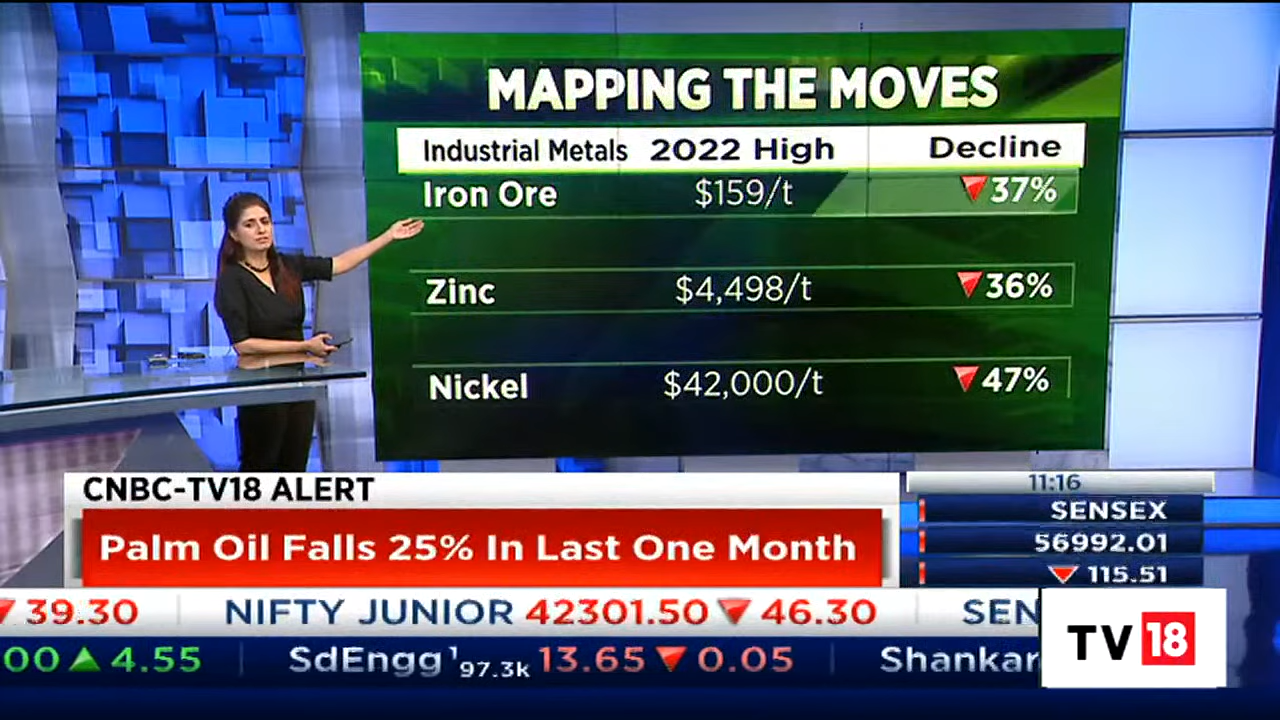 MAPPING THE MOVES
Industrial Metals 2022 High Decline
Iron Ore $159/t ▼37%
Zinc $4,498/t ▼36%
Nickel $42,000/t ▼47%
CNBC-TV18 ALERT
Palm Oil Falls 25% In Last One Month
11:16
SENSEX
56992.01
▼ 115.51
▼ 39.30 NIFTY JUNIOR 42301.50 ▼ 46.30 SEN
00 ▲ 4.55 SdEngg¹ 97.3k 13.65 ▼ 0.05 Shankar
TV18